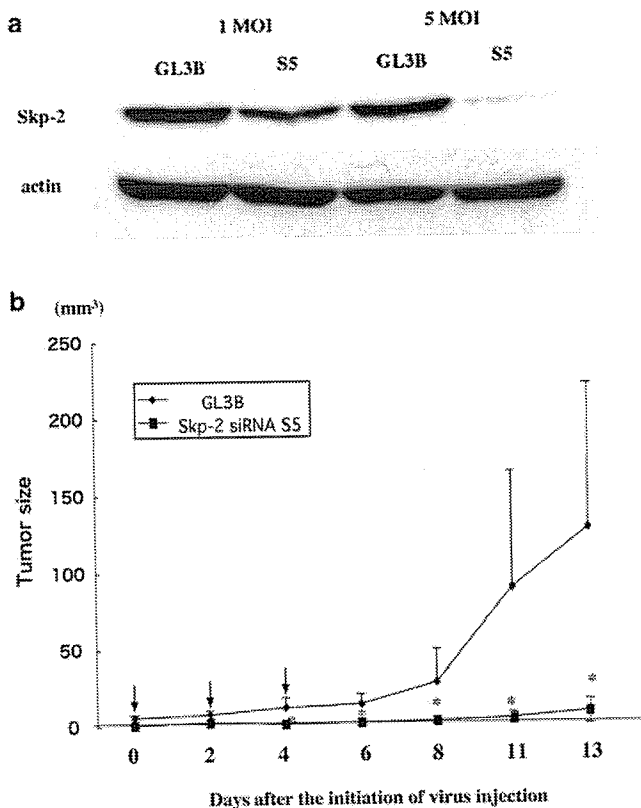 a
1 MOI 5 MOI
GL3B S5 GL3B S5
Skp-2
actin
b (mm³)
250
GL3B
Skp-2 siRNA S5
200
150
100
50
0
Tumor size
* * * * *
0 2 4 6 8 11 13
Days after the initiation of virus injection